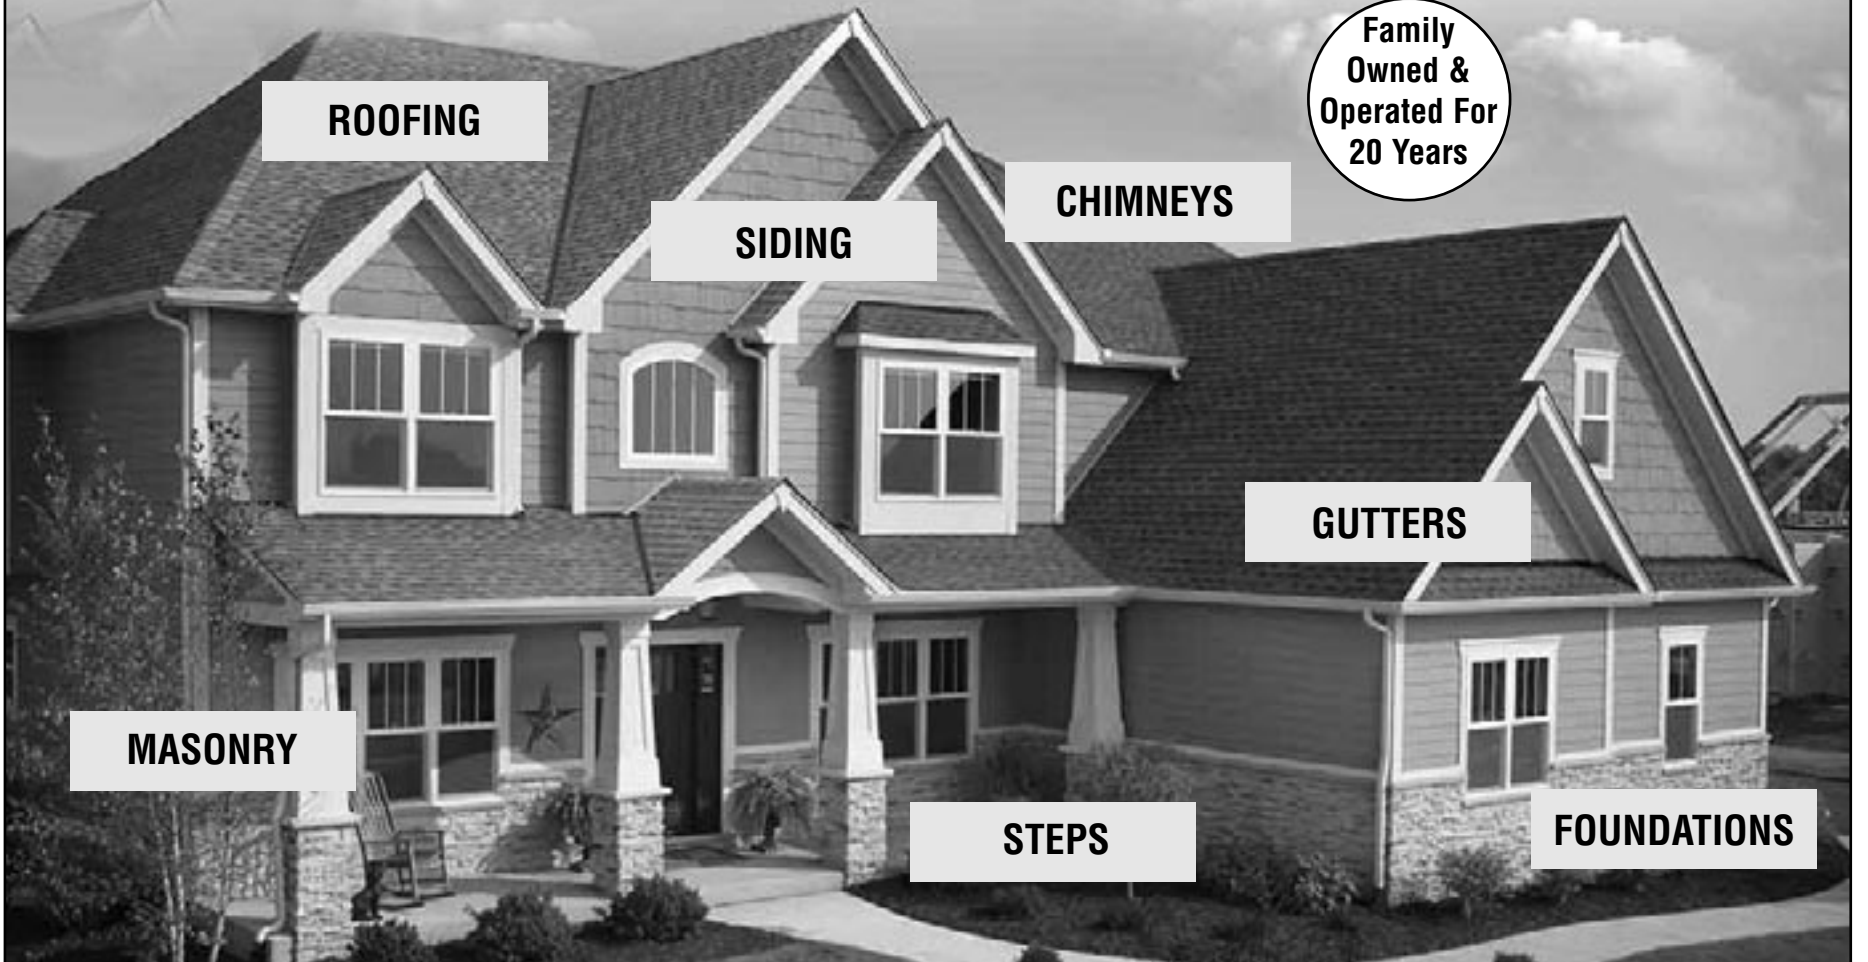 Family
Owned &
Operated For
20 Years
ROOFING
CHIMNEYS
SIDING
GUTTERS
MASONRY
STEPS
FOUNDATIONS